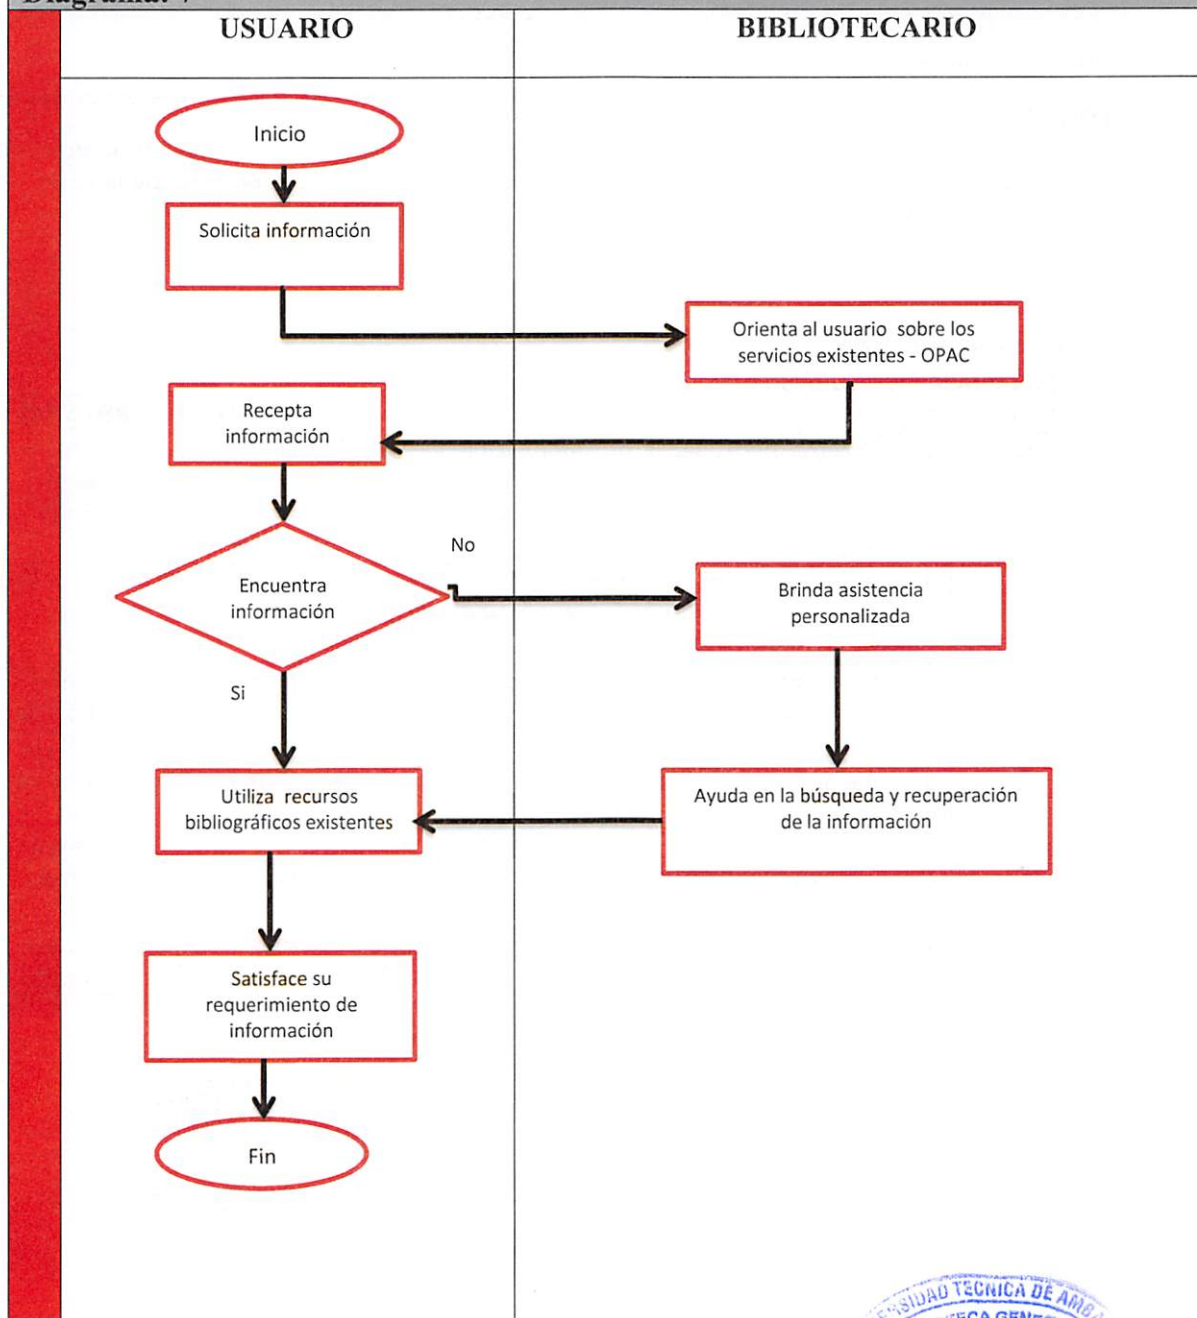 USUARIO
BIBLIOTECARIO
Inicio
Solicita información
Orienta al usuario sobre los
servicios existentes - OPAC
Recepta
información
Encuentra
información
No
Brinda asistencia
personalizada
Si
Utiliza recursos
bibliográficos existentes
Ayuda en la búsqueda y recuperación
de la información
Satisface su
requerimiento de
información
Fin
TECNICA DE